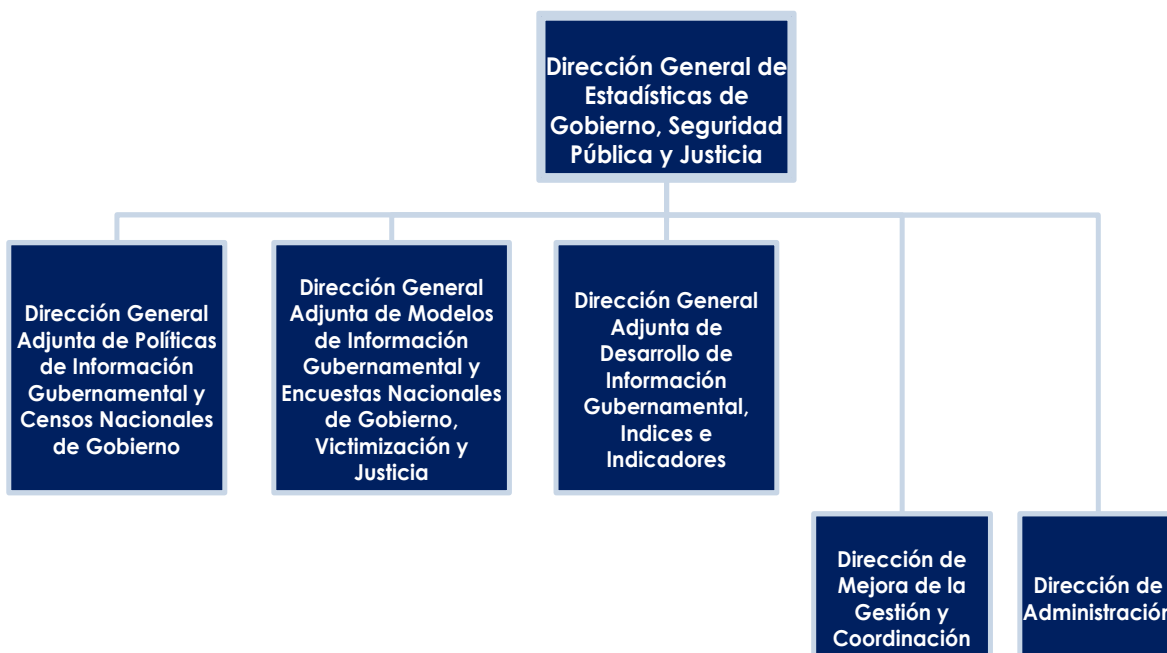 Dirección General de
Estadísticas de
Gobierno, Seguridad
Pública y Justicia
Dirección General
Adjunta de Políticas
de Información
Gubernamental y
Censos Nacionales
de Gobierno
Dirección General
Adjunta de Modelos
de Información
Gubernamental y
Encuestas Nacionales
de Gobierno,
Victimización y
Justicia
Dirección General
Adjunta de
Desarrollo de
Información
Gubernamental,
Indices e
Indicadores
Dirección de
Mejora de la
Gestión y
Coordinación
Dirección de
Administración